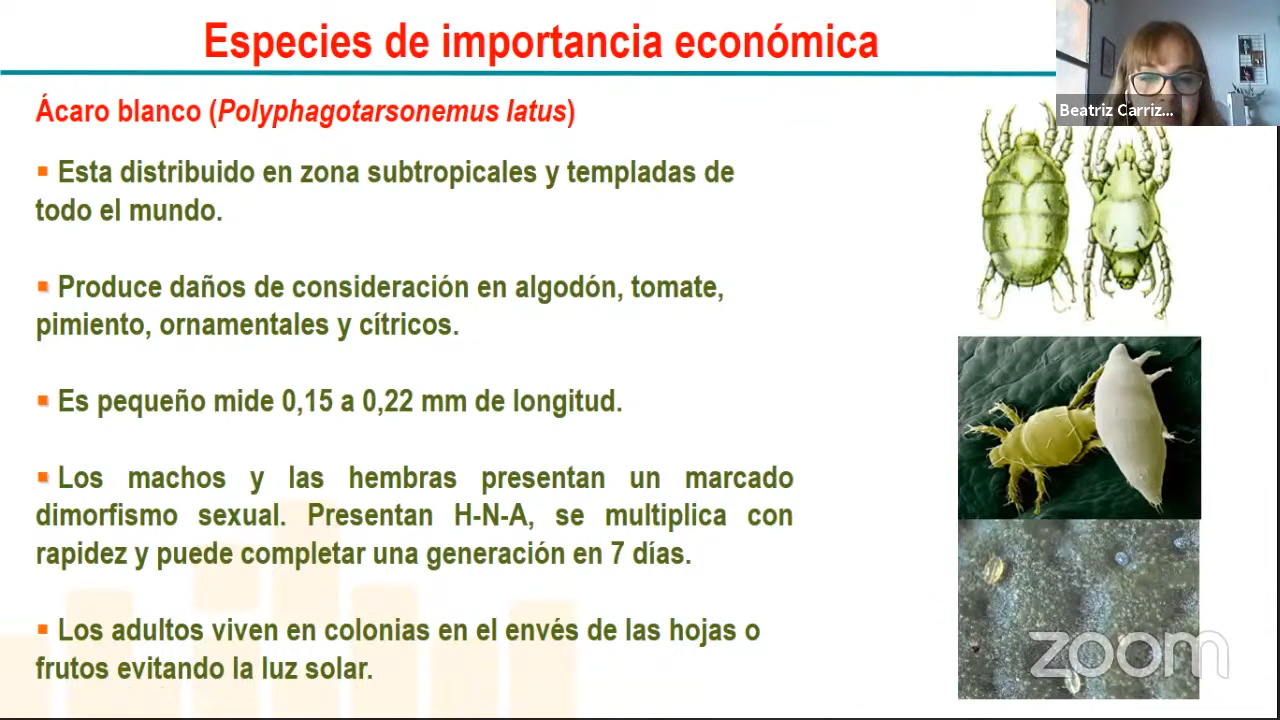 Especies de importancia económica
Beatriz Carriz...
Ácaro blanco (Polyphagotarsonemus latus)
▪ Esta distribuido en zona subtropicales y templadas de
todo el mundo.
▪ Produce daños de consideración en algodón, tomate,
pimiento, ornamentales y cítricos.
▪ Es pequeño mide 0,15 a 0,22 mm de longitud.
▪ Los machos y las hembras presentan un marcado
dimorfismo sexual. Presentan H-N-A, se multiplica con
rapidez y puede completar una generación en 7 días.
▪ Los adultos viven en colonias en el envés de las hojas o
frutos evitando la luz solar.
zoom